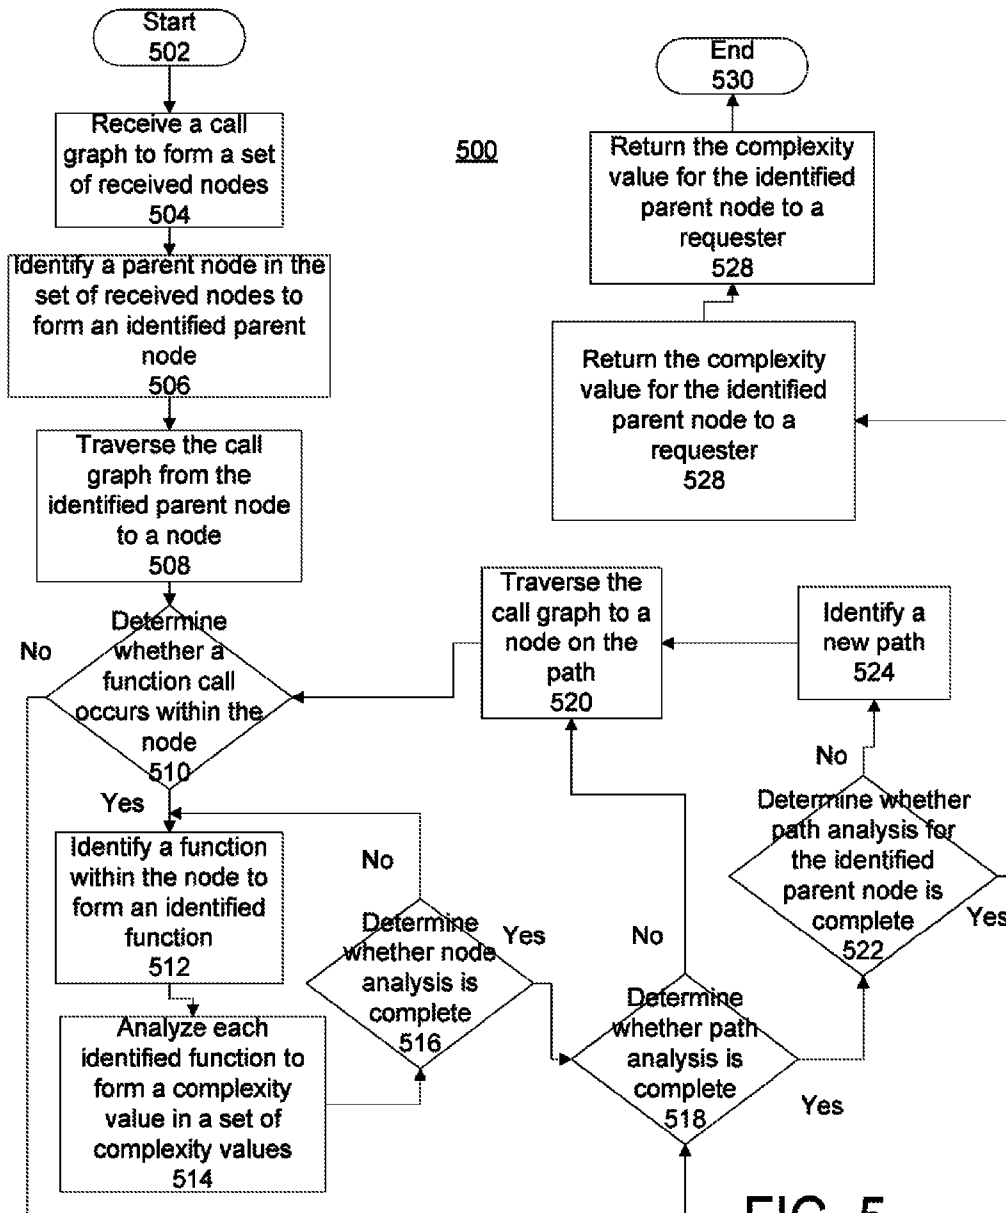 Start
502
Receive a call
graph to form a set
of received nodes
504
Identify a parent node in the
set of received nodes to
form an identified parent
node
506
Traverse the call
graph from the
identified parent node
to a node
508
No
Determine
whether a
function call
occurs within the
node
510
Yes
Identify a function
within the node to
form an identified
function
512
Analyze each
identified function to
form a complexity
value in a set of
complexity values
514
No
Determine
whether node
analysis is
complete
516
Yes
No
Determine
whether path
analysis is
complete
518
Yes
Traverse the
call graph to a
node on the
path
520
Identify a
new path
524
No
Determine whether
path analysis for
the identified
parent node is
complete
522
Yes
500
End
530
Return the complexity
value for the identified
parent node to a
requester
528
Return the complexity
value for the identified
parent node to a
requester
528
FIG. 5